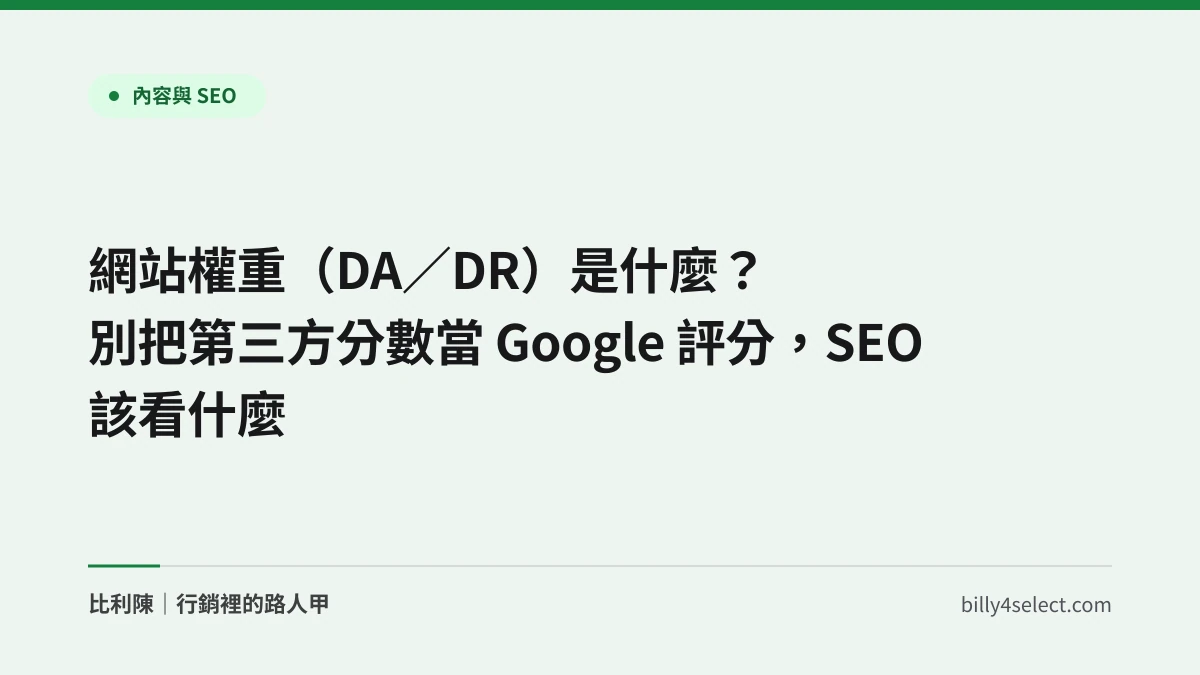 內容與 SEO
網站權重（DA／DR）是什麼？
別把第三方分數當 Google 評分，SEO
該看什麼
比利陳｜行銷裡的路人甲
billy4select.com